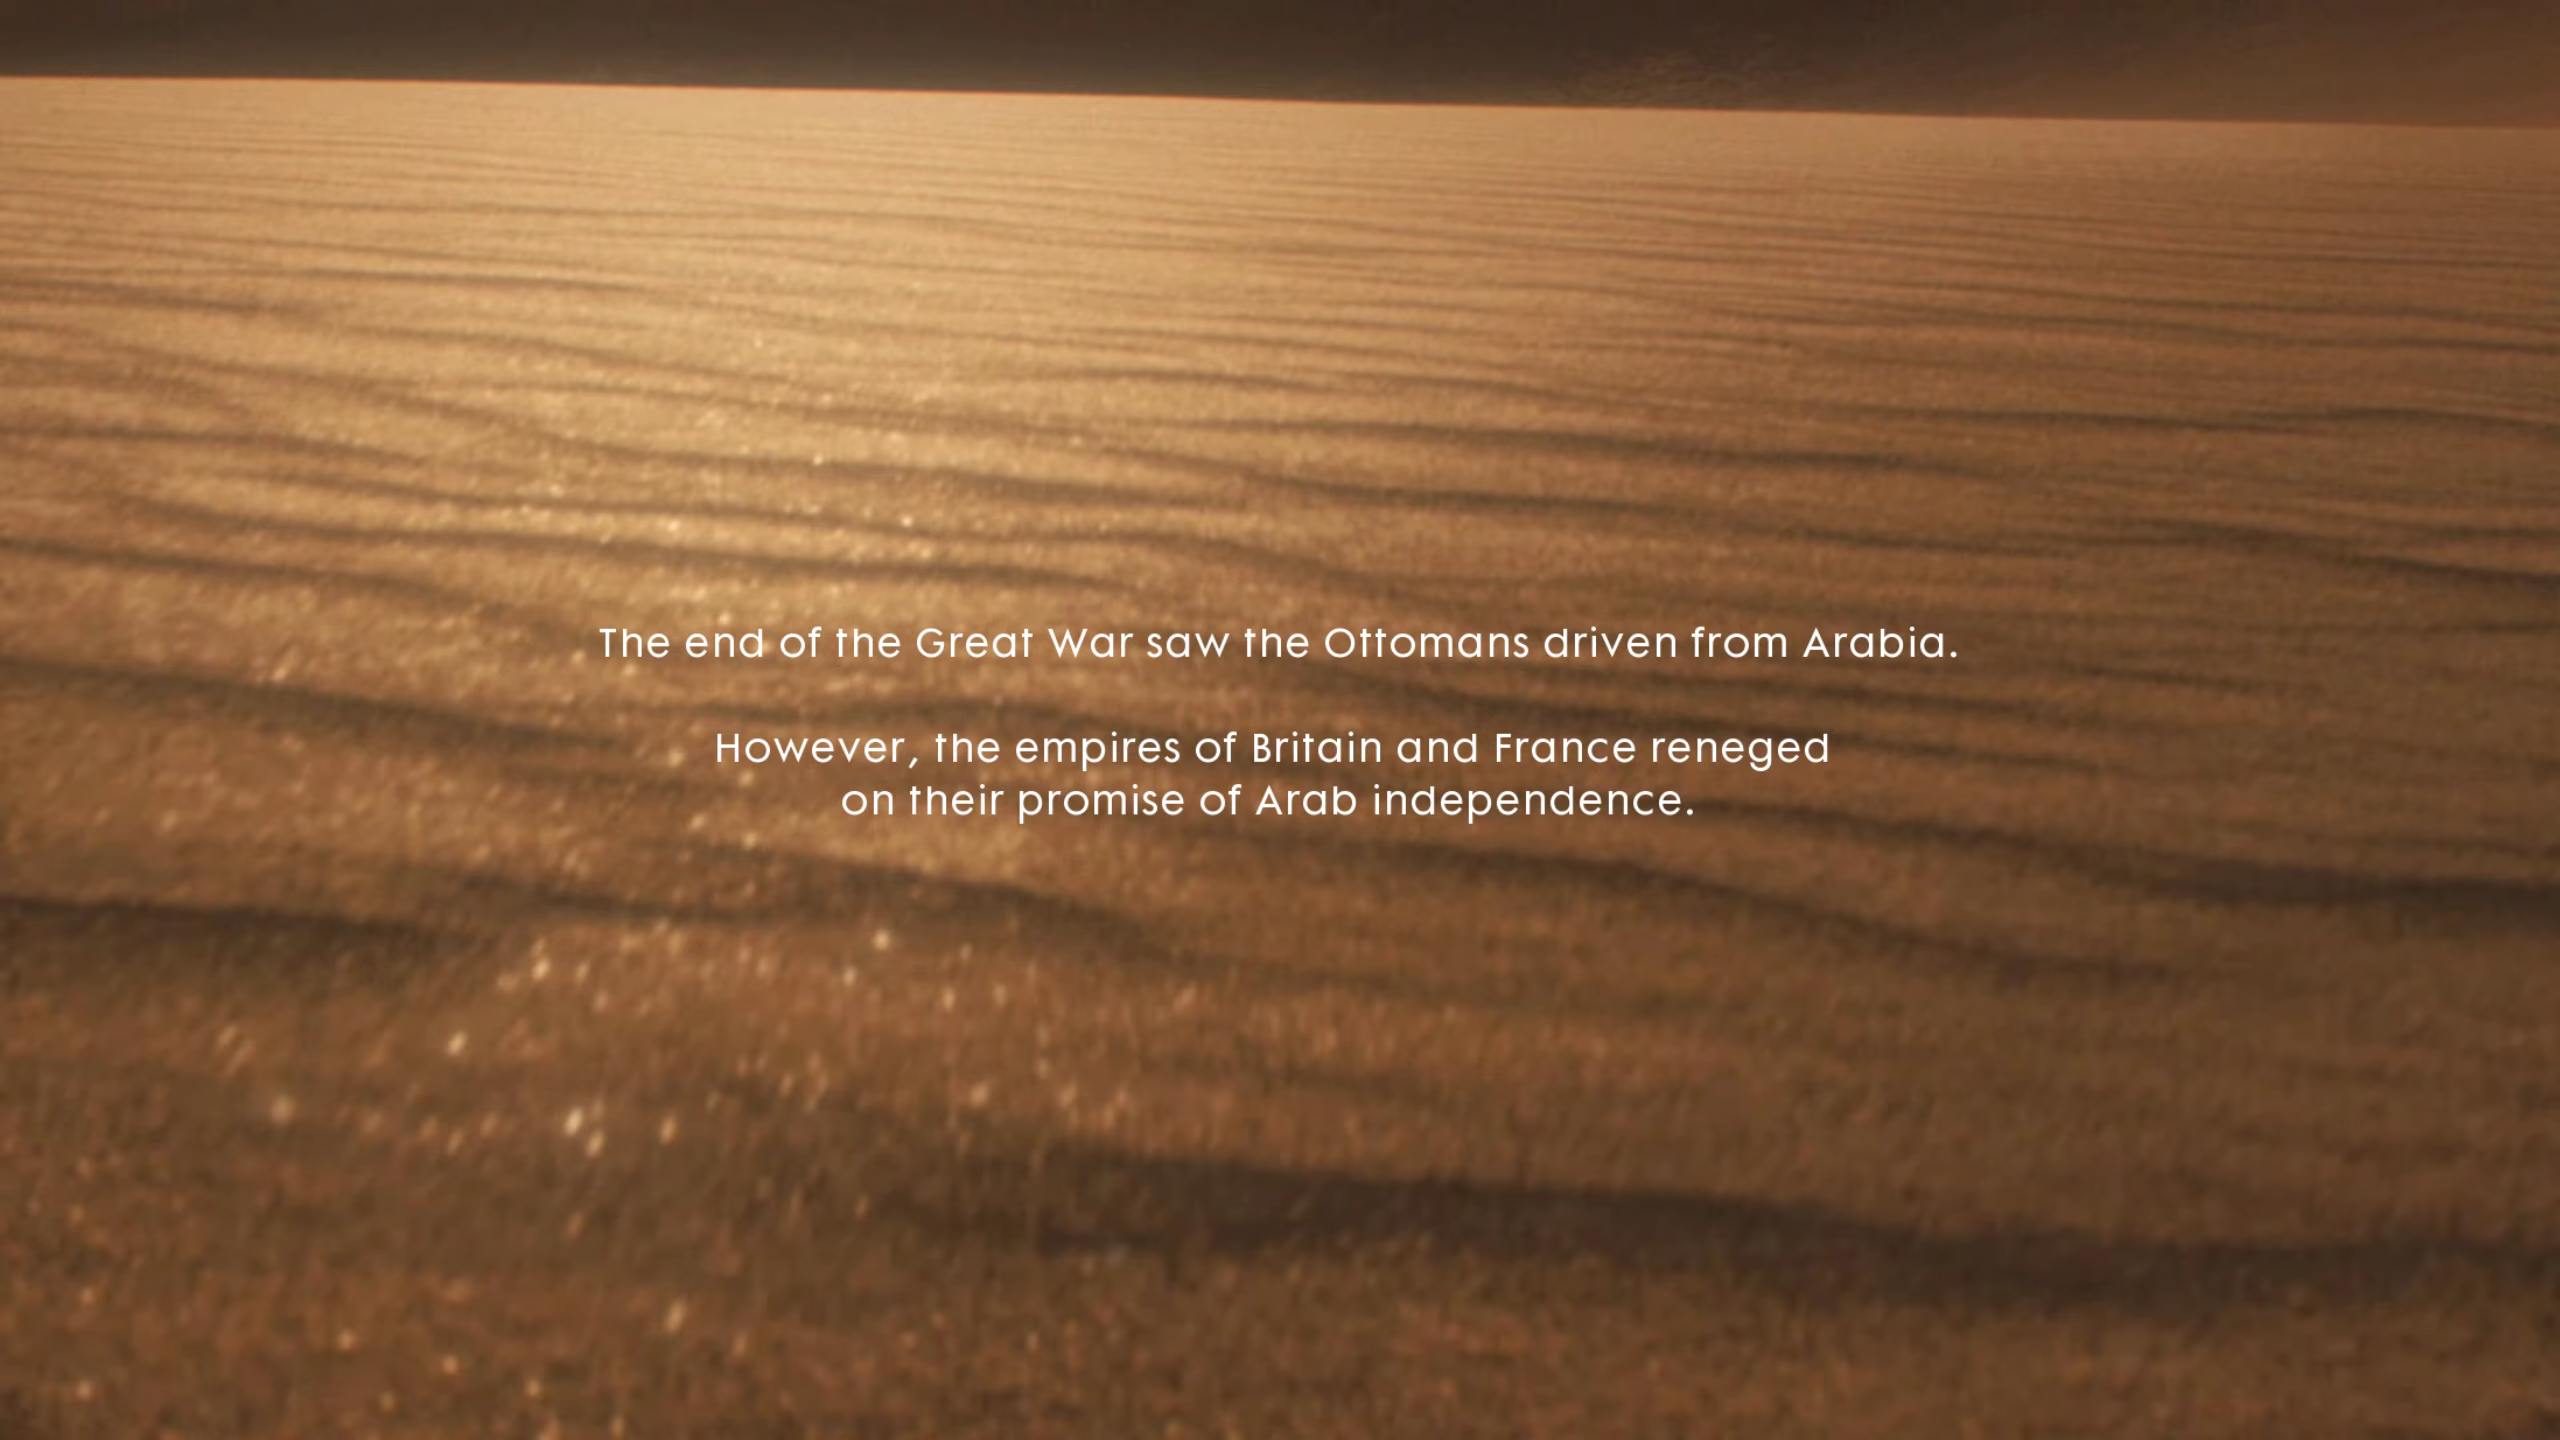 The end of the Great War saw the Ottomans driven from Arabia.
However, the empires of Britain and France reneged
on their promise of Arab independence.